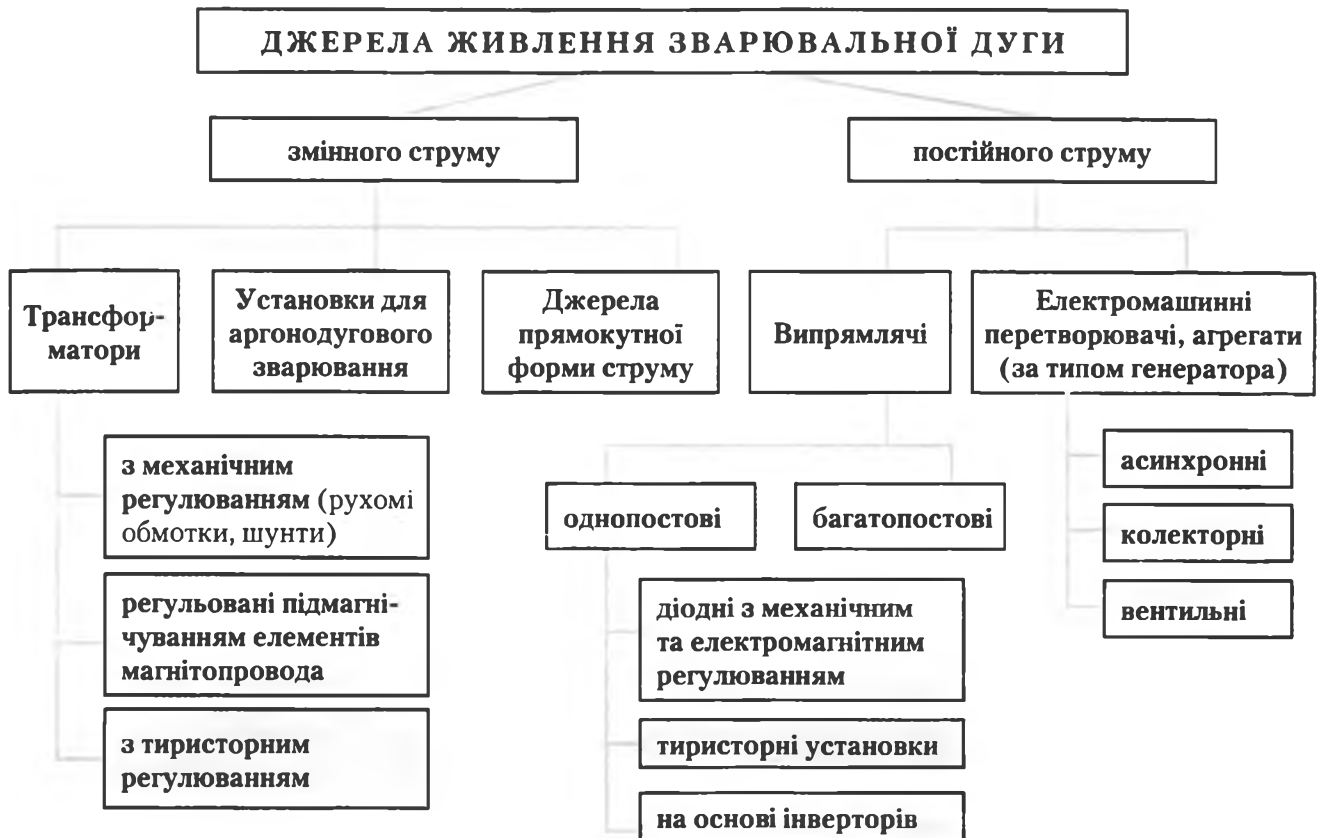 ДЖЕРЕЛА ЖИВЛЕННЯ ЗВАРЮВАЛЬНОЇ ДУГИ
змінного струму
постійного струму
Трансфор-
матори
Установки для
аргонодугового
зварювання
Джерела
прямокутної
форми струму
Випрямлячі
Електромашинні
перетворювачі, агрегати
(за типом генератора)
з механічним
регулюванням (рухомі
обмотки, шунти)
регульовані підмагні-
чуванням елементів
магнітопровода
з тиристорним
регулюванням
однопостові
багатопостові
діодні з механічним
та електромагнітним
регулюванням
тиристорні установки
на основі інверторів
асинхронні
колекторні
вентильні